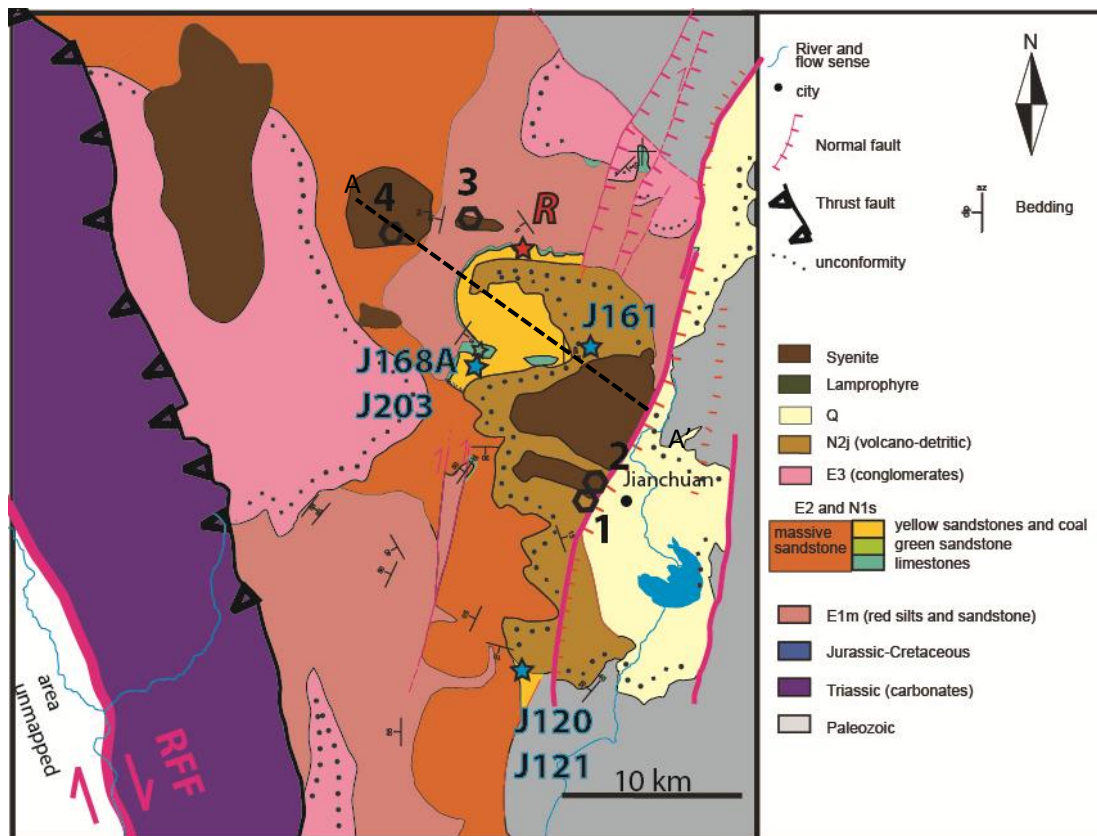 A
4
3
R
J161
J168A
J203
A'
2
Jianchuan
1
J120
J121
10 km
area
unmapped
RFF
N
River and
flow sense
city
Normal fault
Thrust fault
az
Bedding
unconformity
Syenite
Lamprophyre
Q
N2j (volcano-detritic)
E3 (conglomerates)
E2 and N1s
massive
sandstone
yellow sandstones and coal
green sandstone
limestones
E1m (red silts and sandstone)
Jurassic-Cretaceous
Triassic (carbonates)
Paleozoic